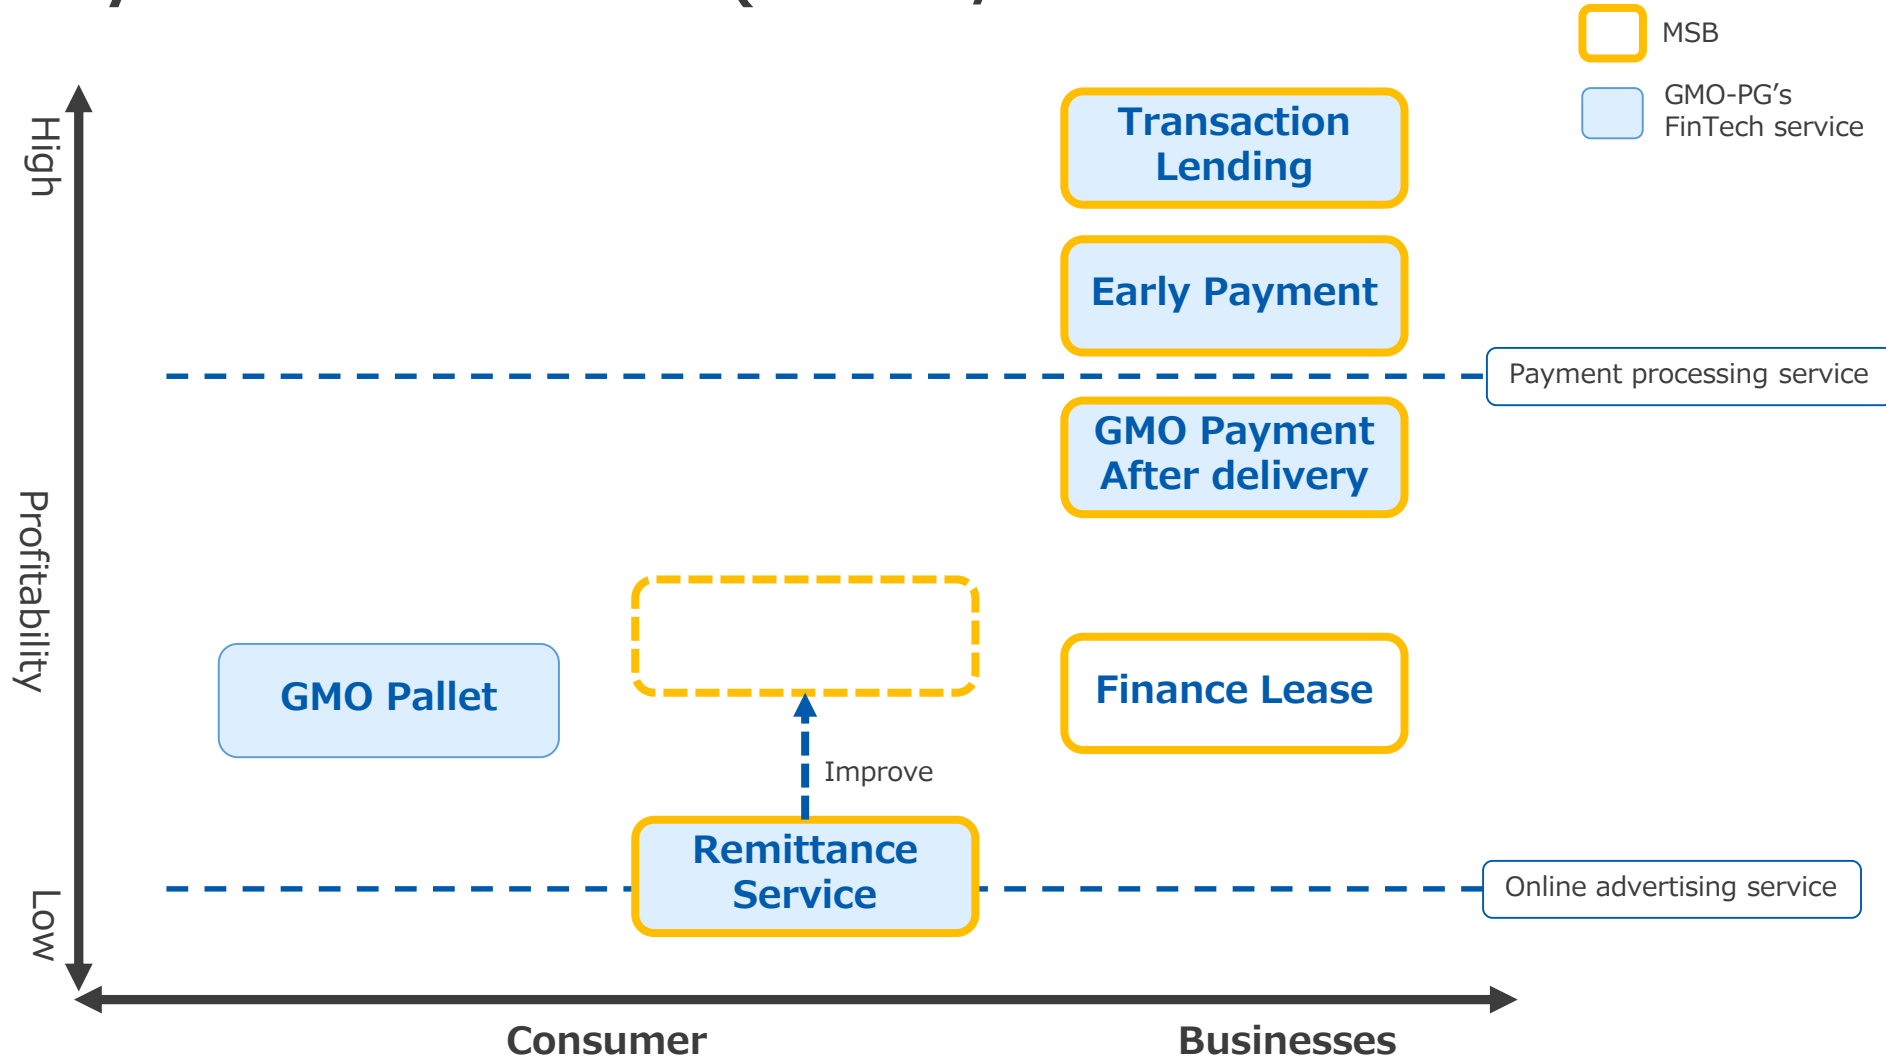 MSB
GMO-PG's
FinTech service
High
Profitability
Low
Transaction
Lending
Early Payment
Payment processing service
GMO Payment
After delivery
GMO Pallet
Finance Lease
Improve
Remittance
Service
Online advertising service
Consumer
Businesses